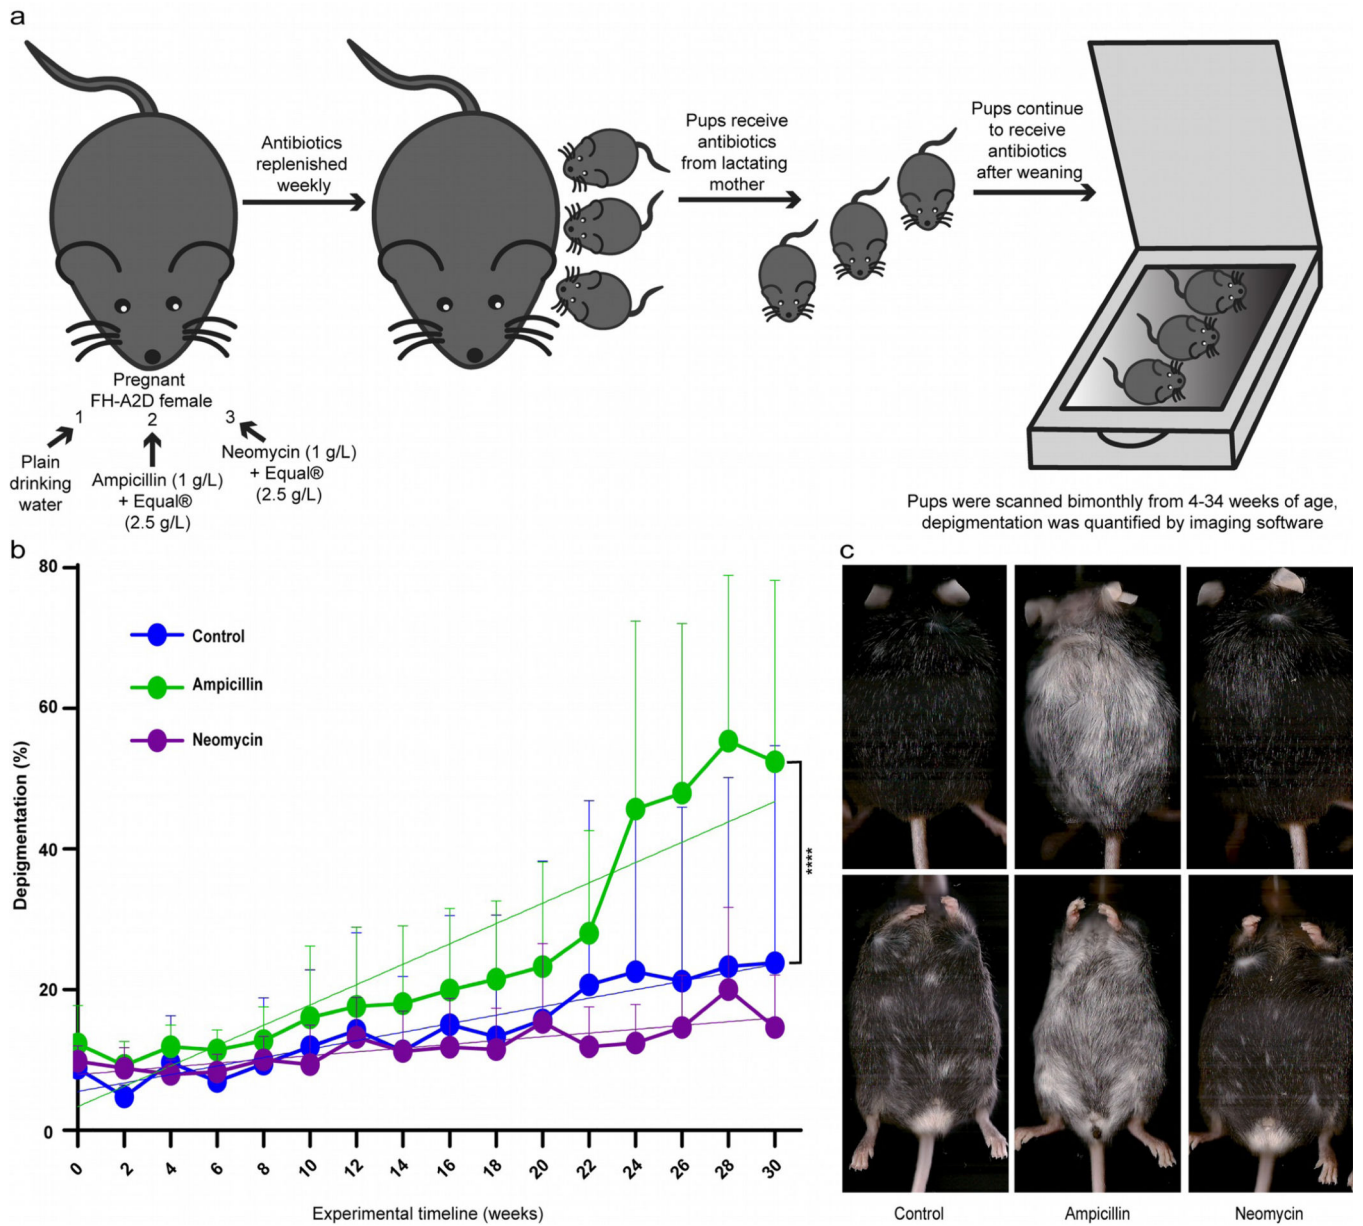 a
Antibiotics
replenished
weekly
Pups receive
antibiotics
from lactating
mother
Pups continue
to receive
antibiotics
after weaning
Pregnant
FH-A2D female
1
2
3
Plain
drinking
water
Ampicillin (1 g/L)
+ Equal®
(2.5 g/L)
Neomycin (1 g/L)
+ Equal®
(2.5 g/L)
Pups were scanned bimonthly from 4-34 weeks of age,
depigmentation was quantified by imaging software
b
Depigmentation (%)
80
60
40
20
0
Control
Ampicillin
Neomycin
****
0 2 4 6 8 10 12 14 16 18 20 22 24 26 28 30
Experimental timeline (weeks)
c
Control
Ampicillin
Neomycin